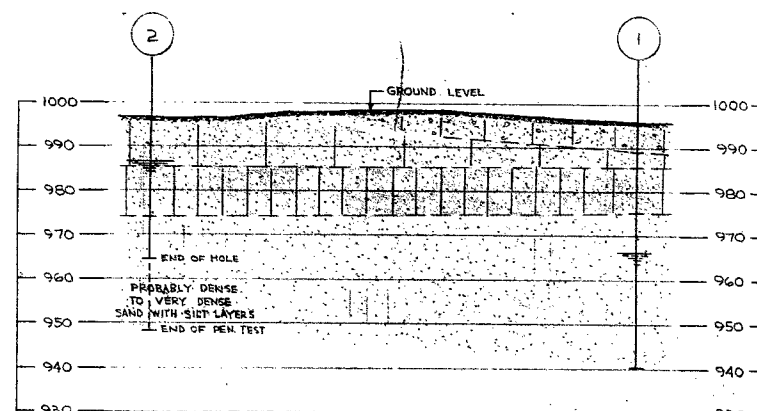 2
1
GROUND LEVEL
1000
1000
990
990
980
980
970
970
END OF HOLE
960
960
PROBABLY DENSE
TO VERY DENSE
SAND WITH SILT LAYERS
950
950
END OF PEN. TEST
940
940
930